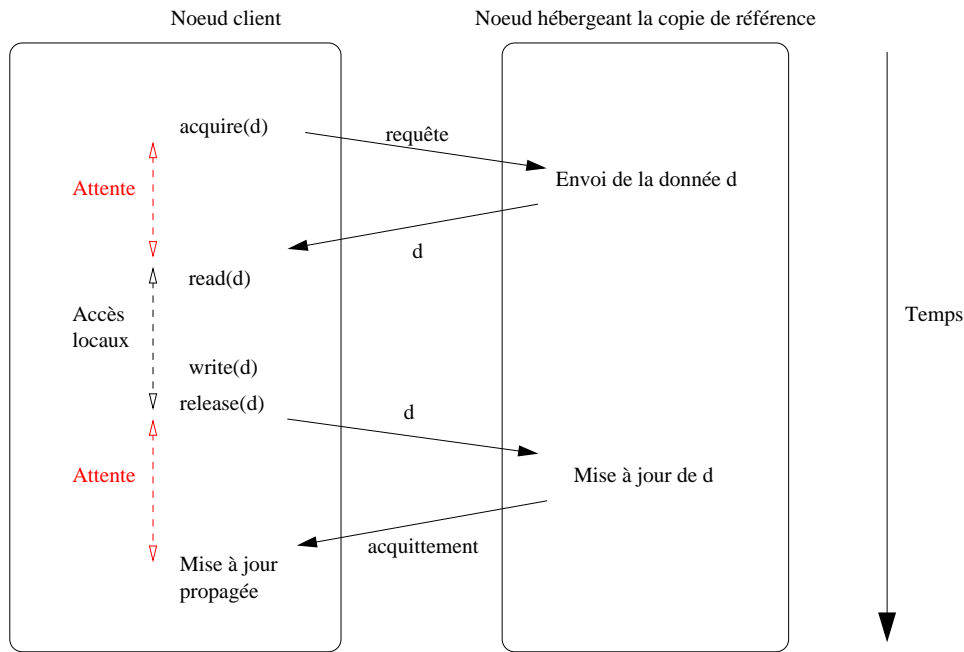 Noeud client
Noeud hébergeant la copie de référence
acquire(d)
requête
Envoi de la donnée d
Attente
d
read(d)
Accès
locaux
Temps
write(d)
release(d)
d
Attente
Mise à jour de d
acquittement
Mise à jour
propagée